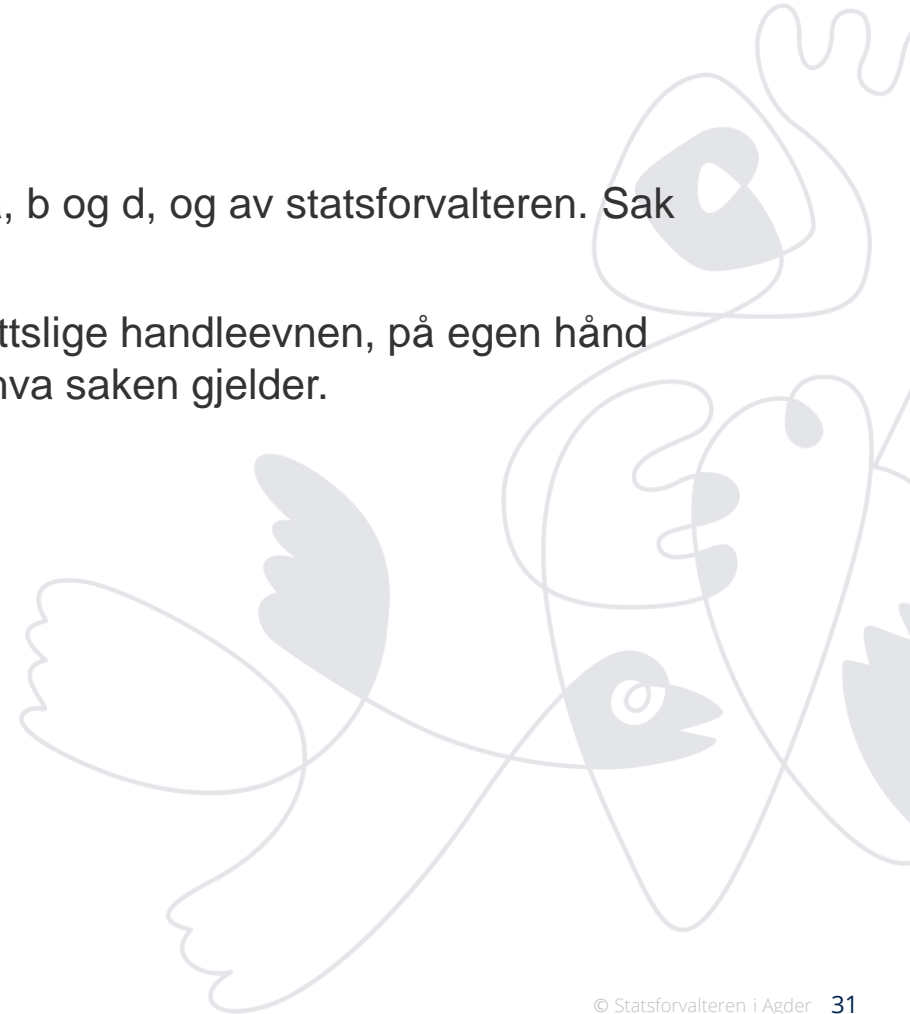 , b og d, og av statsforvalteren. Sak
ttslige handleevnen, på egen hånd
hva saken gjelder.
© Statsforvalteren i Agder 31